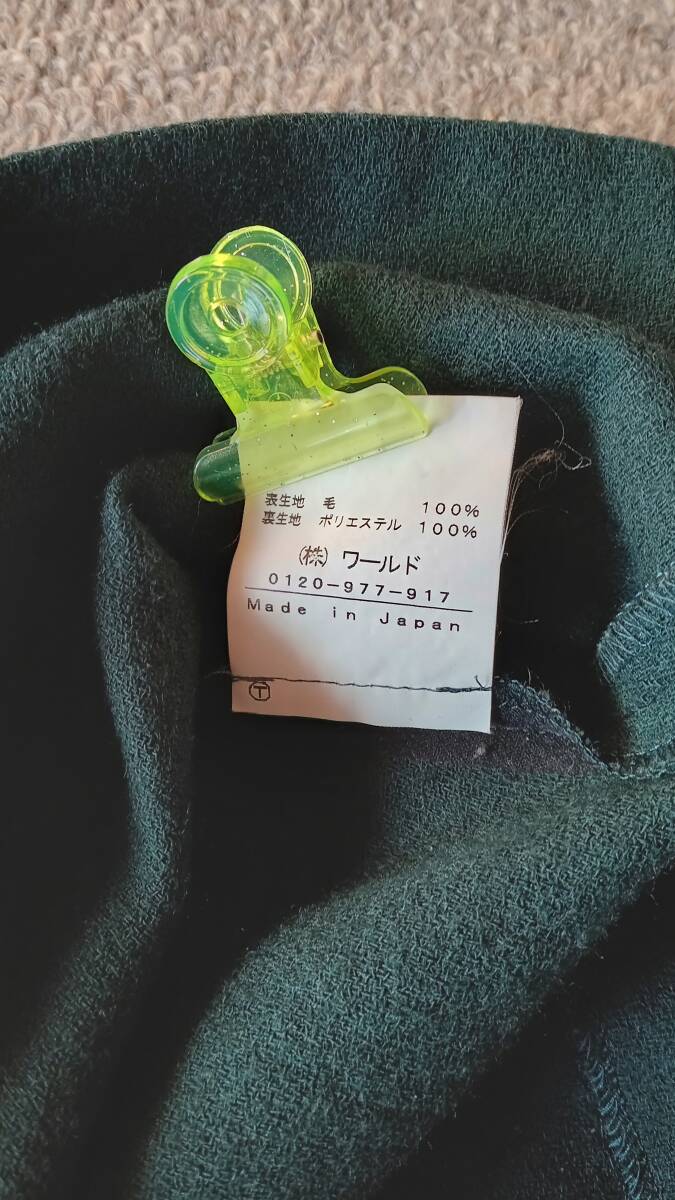 表生地 毛 100%
裏生地 ポリエステル 100%
(株) ワールド
0120-977-917
Made in Japan
Ⓣ